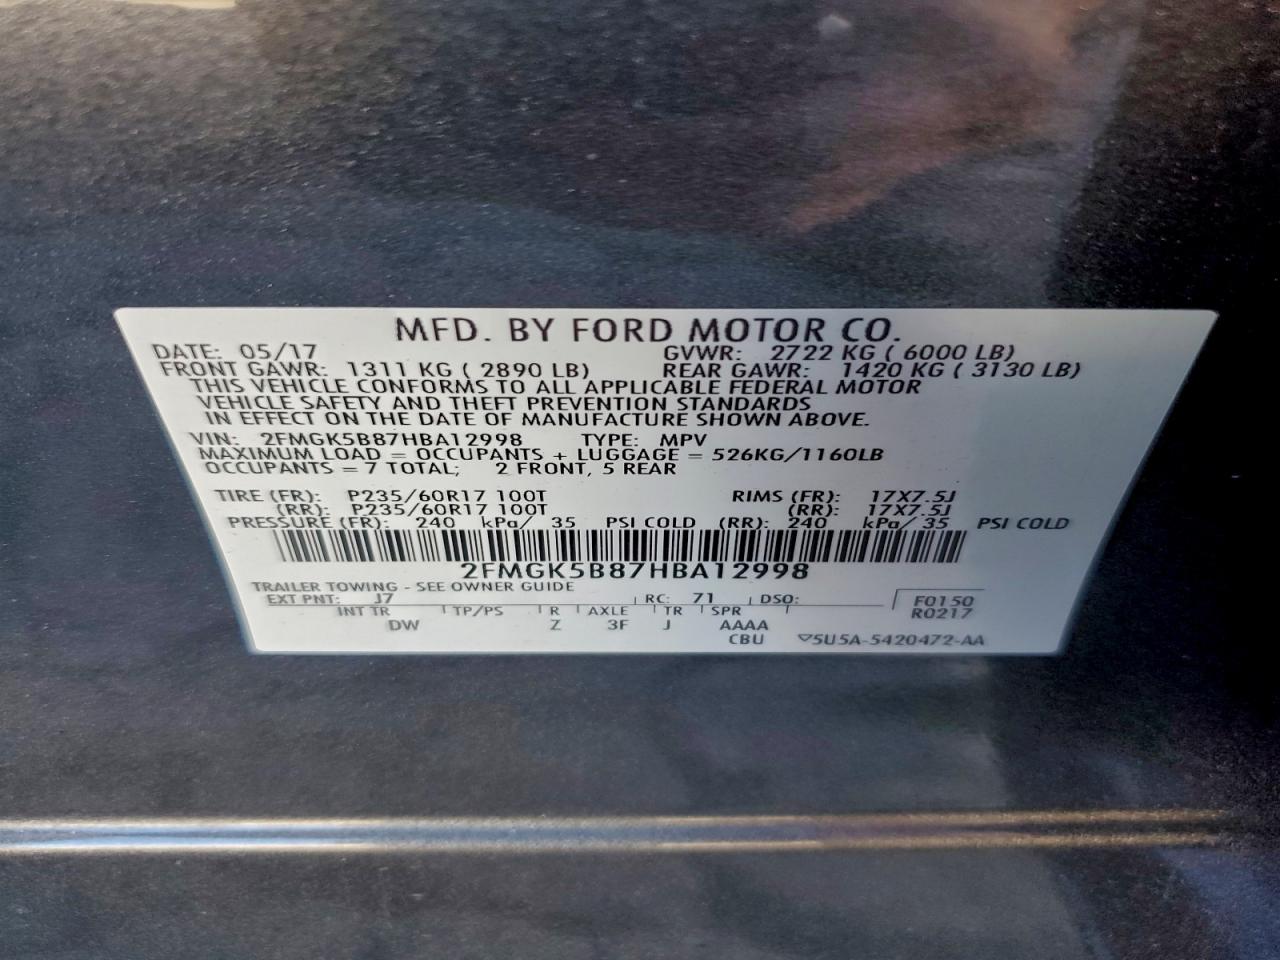 MFD. BY FORD MOTOR CO.
DATE: 05/17 GVWR: 2722 KG ( 6000 LB)
FRONT GAWR: 1311 KG ( 2890 LB) REAR GAWR: 1420 KG ( 3130 LB)
THIS VEHICLE CONFORMS TO ALL APPLICABLE FEDERAL MOTOR
VEHICLE SAFETY AND THEFT PREVENTION STANDARDS
IN EFFECT ON THE DATE OF MANUFACTURE SHOWN ABOVE.
VIN: 2FMGK5B87HBA12998 TYPE: MPV
MAXIMUM LOAD = OCCUPANTS + LUGGAGE = 526KG/1160LB
OCCUPANTS = 7 TOTAL; 2 FRONT, 5 REAR
TIRE (FR): P235/60R17 100T RIMS (FR): 17X7.5J
(RR): P235/60R17 100T (RR): 17X7.5J
PRESSURE (FR): 240 kPa/ 35 PSI COLD (RR): 240 kPa/ 35 PSI COLD
2FMGK5B87HBA12998
TRAILER TOWING - SEE OWNER GUIDE
EXT PNT: J7 RC: 71 DSO: F0150
INT TR TP/PS R AXLE TR SPR R0217
DW Z 3F J AAAA
CBU 5U5A-5420472-AA